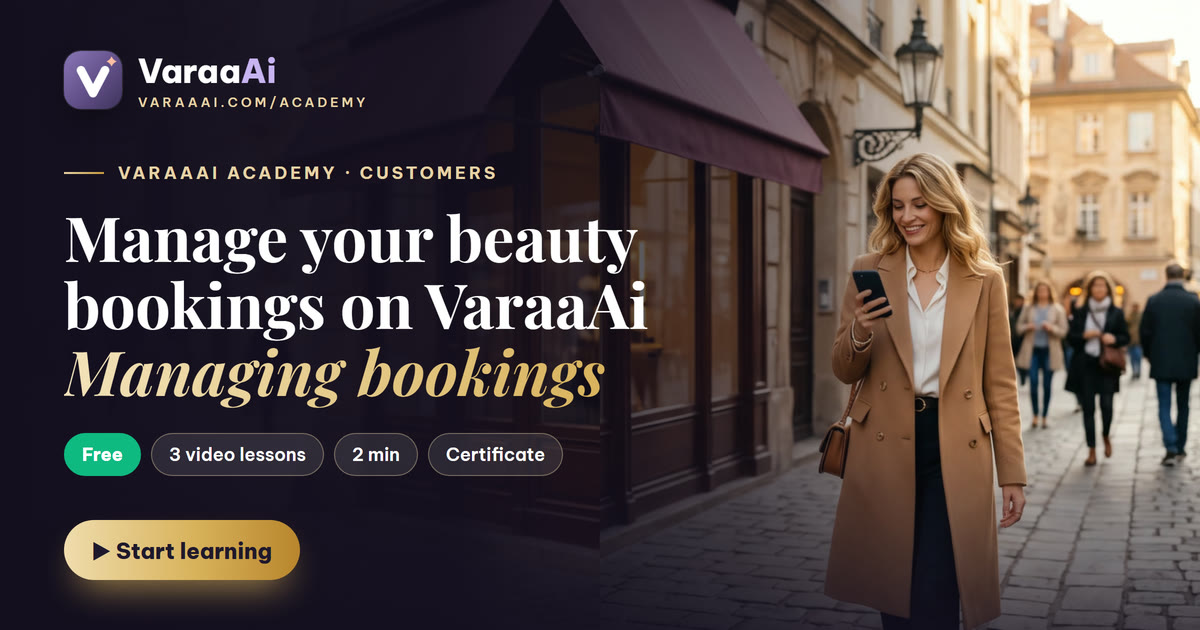 VaraaAi
VARAAAI.COM/ACADEMY
VARAAAI ACADEMY · CUSTOMERS
Manage your beauty
bookings on VaraaAi
Managing bookings
Free
3 video lessons
2 min
Certificate
▶ Start learning